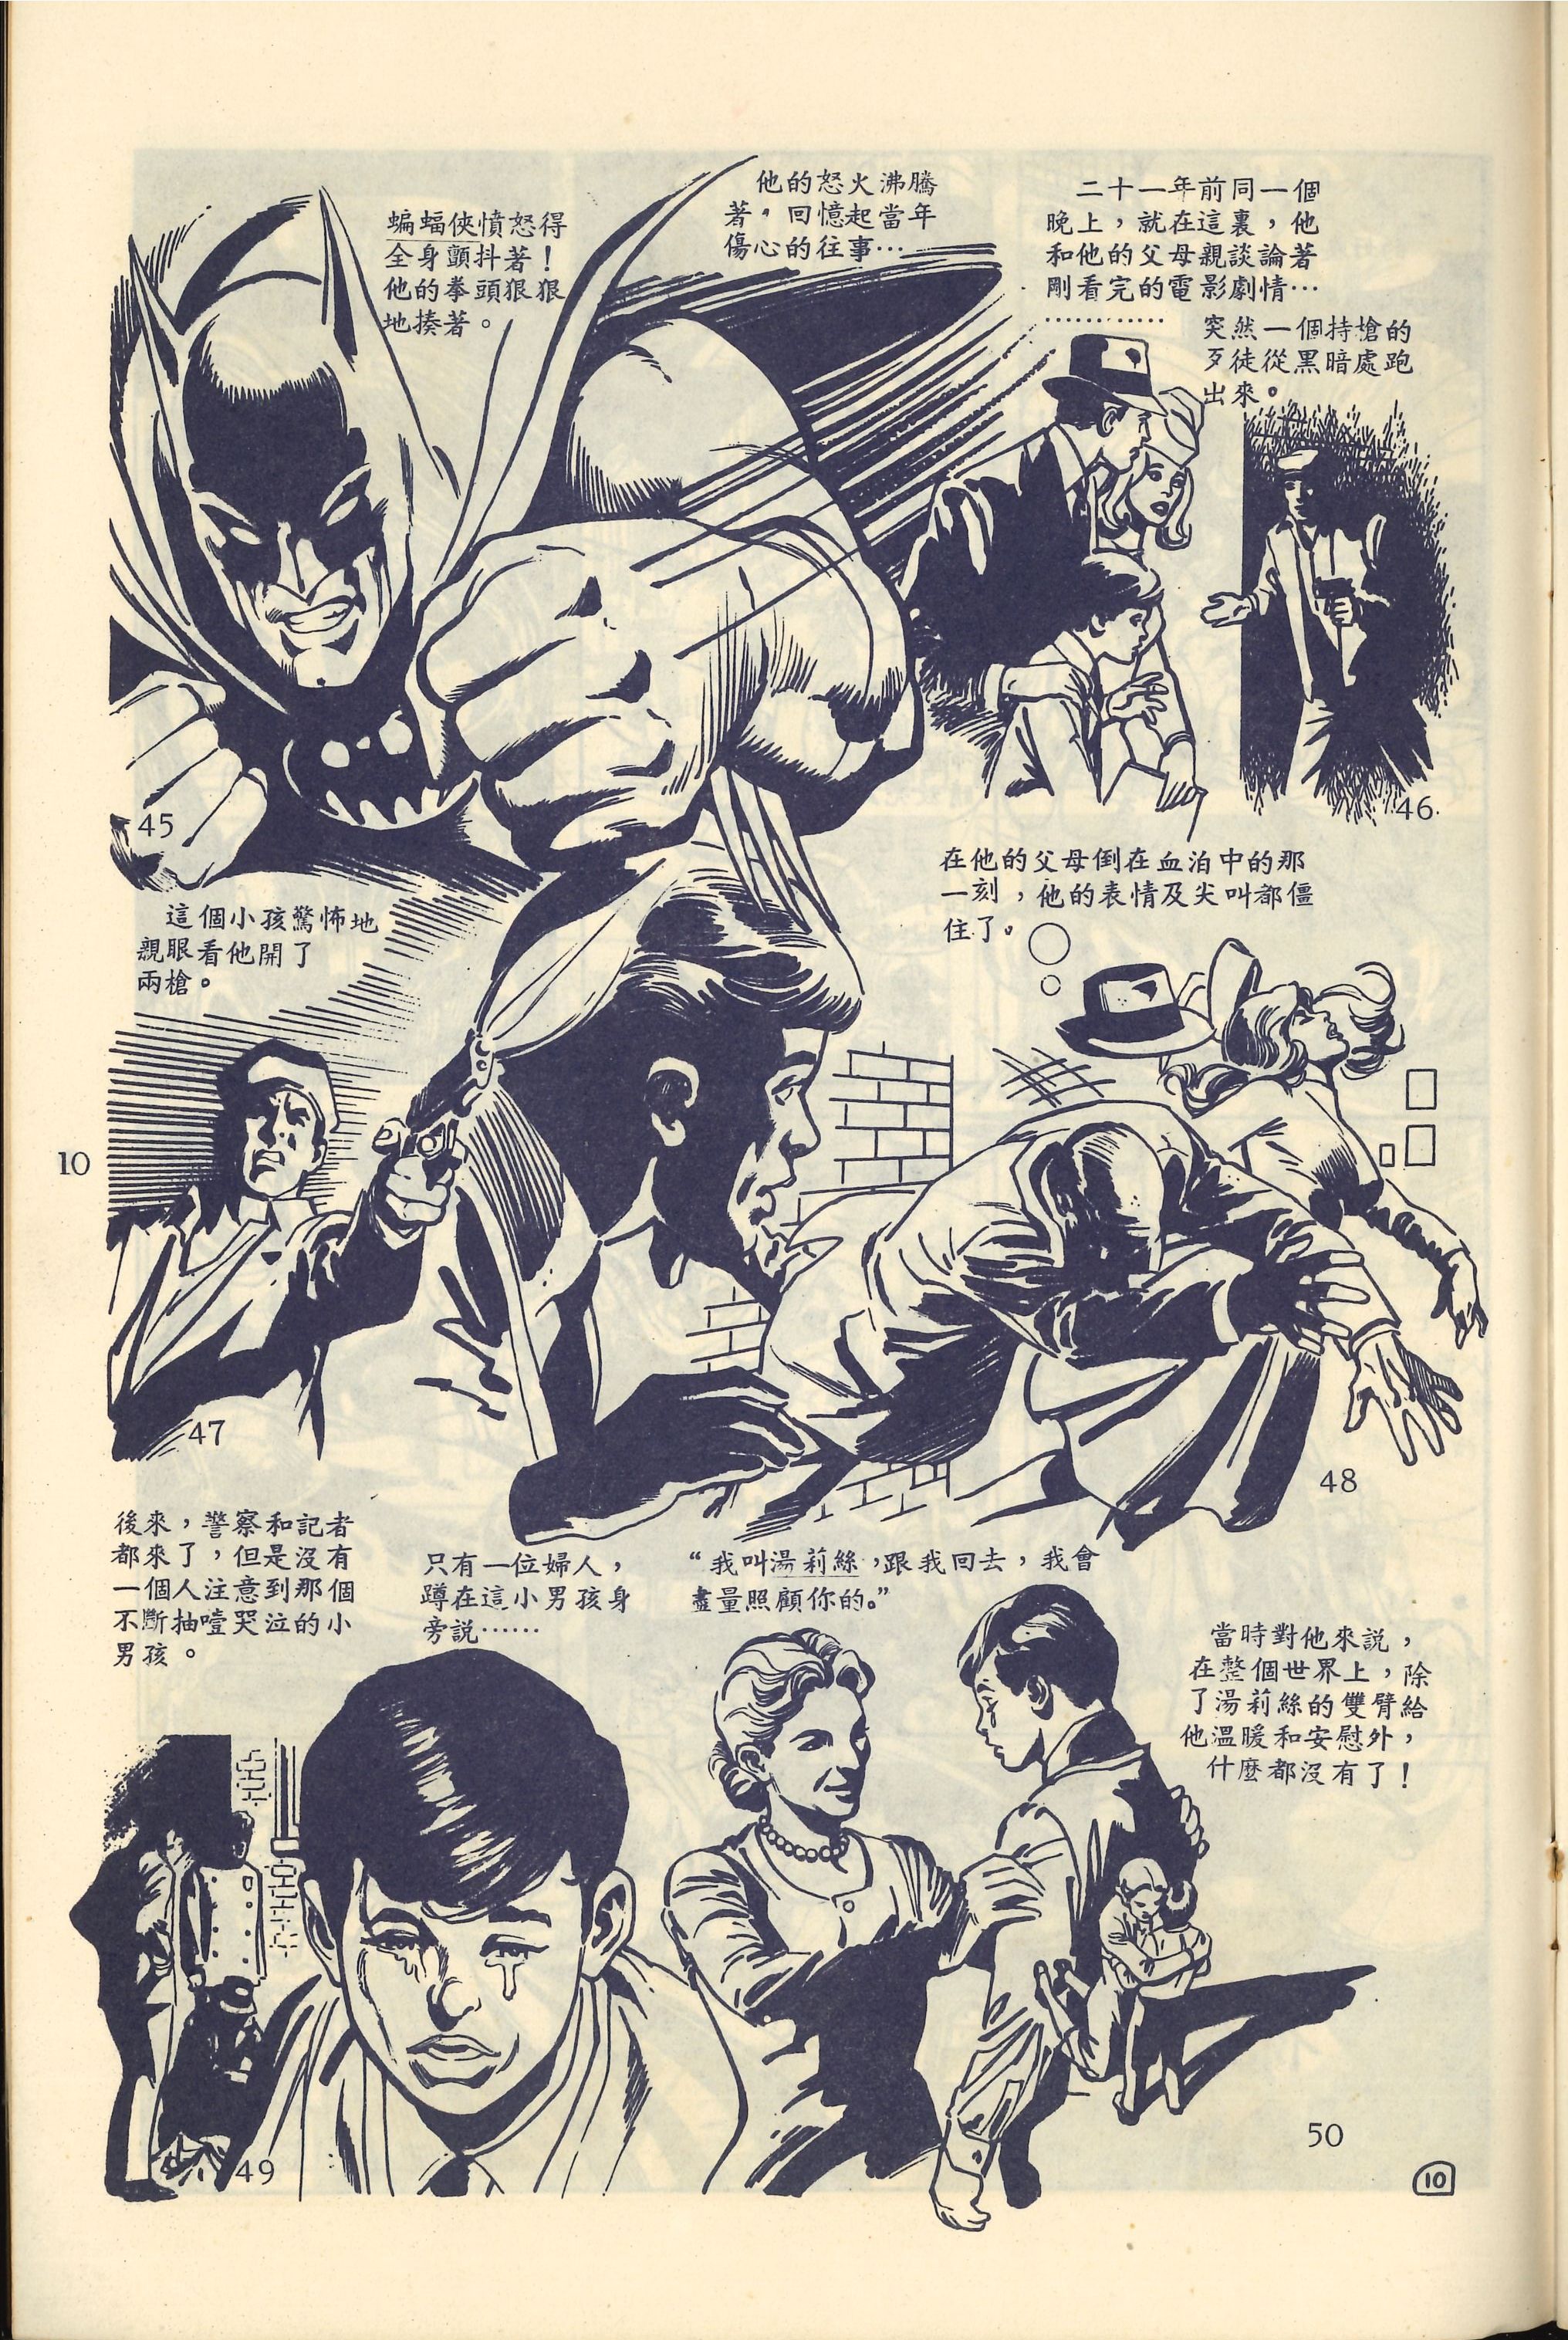 蝙蝠俠憤怒得
全身顫抖著！
他的拳頭狠狠
地揍著。
45
他的怒火沸騰
著，回憶起當年
傷心的往事…
二十一年前同一個
晚上，就在這裏，他
和他的父母親談論著
剛看完的電影劇情…
…………
突然一個持槍的
歹徒從黑暗處跑
出來。
46
這個小孩驚怖地
親眼看他開了
兩槍。
47
在他的父母倒在血泊中的那
一刻，他的表情及尖叫都僵
住了。
48
10
後來，警察和記者
都來了，但是沒有
一個人注意到那個
不斷抽噎哭泣的小
男孩。
49
只有一位婦人，
蹲在這小男孩身
旁説……
“我叫湯莉絲，跟我回去，我會
盡量照顧你的。”
當時對他來説，
在整個世界上，除
了湯莉絲的雙臂給
他溫暖和安慰外，
什麼都沒有了！
50
10